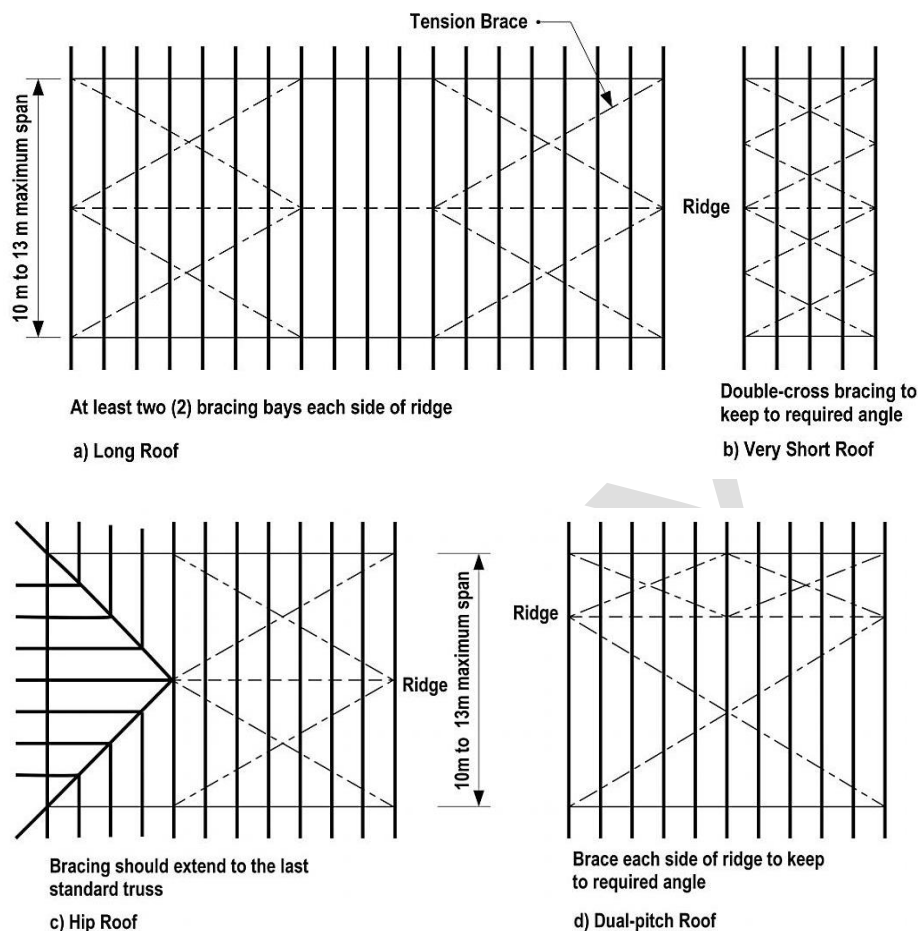 Tension Brace
10 m to 13 m maximum span
Ridge
At least two (2) bracing bays each side of ridge
a) Long Roof
Double-cross bracing to
keep to required angle
b) Very Short Roof
Ridge
10m to 13m maximum span
Ridge
Bracing should extend to the last
standard truss
c) Hip Roof
Brace each side of ridge to keep
to required angle
d) Dual-pitch Roof